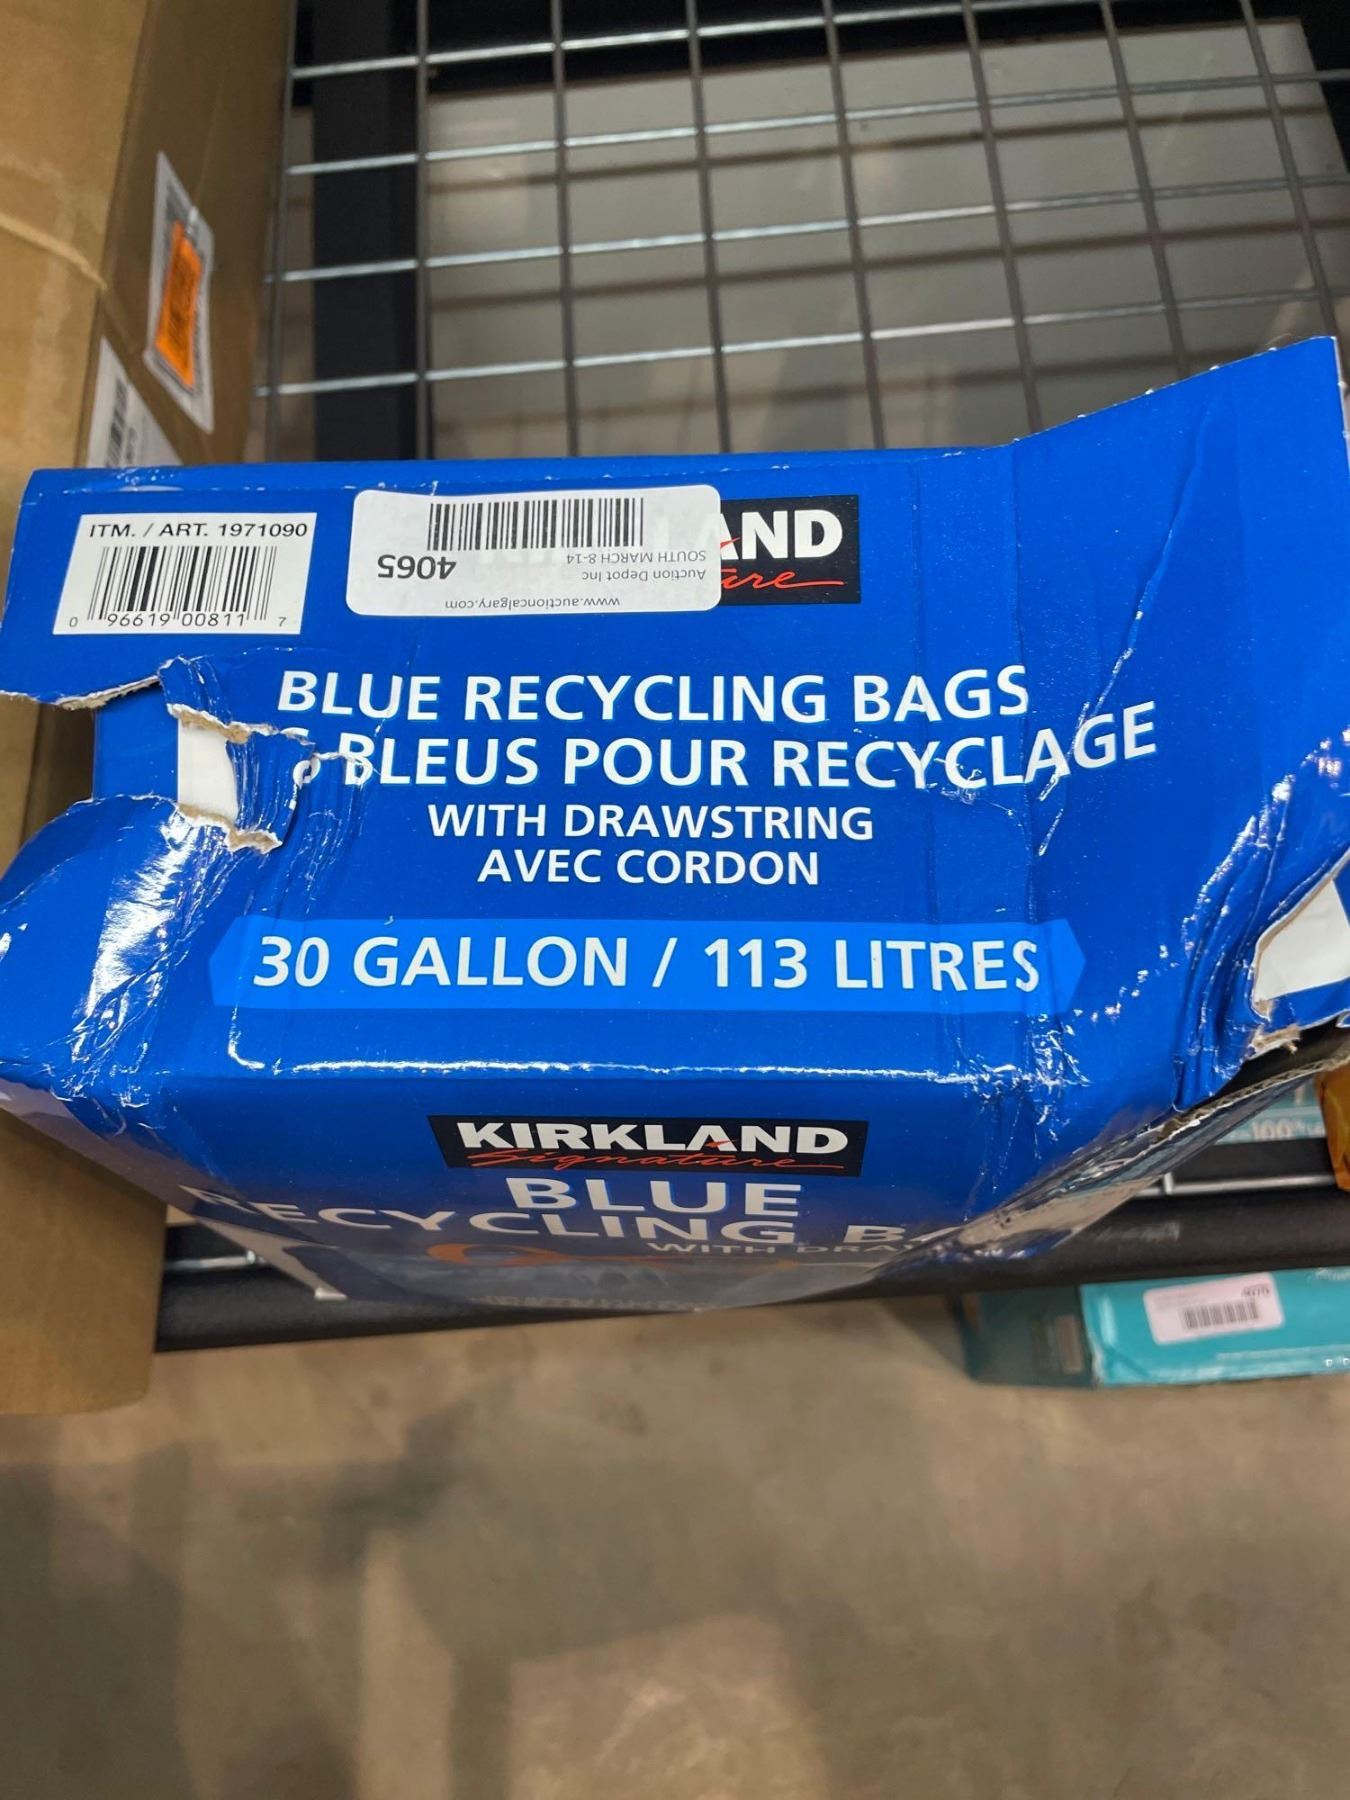 ITM. / ART. 1971090
0 96619 00811 7
www.auctioncalgary.com
Auction Depot Inc
SOUTH MARCH 8-14
4065
BLUE RECYCLING BAGS
BLEUS POUR RECYCLAGE
WITH DRAWSTRING
AVEC CORDON
30 GALLON / 113 LITRES
KIRKLAND
Signature
BLUE
RECYCLING
WITH